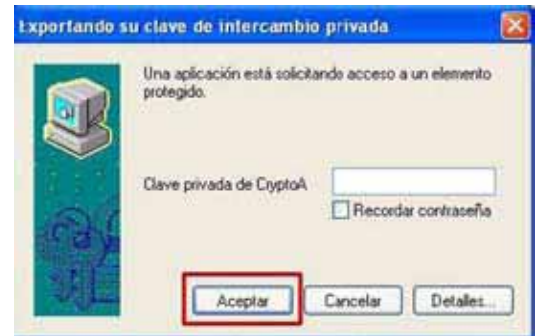 Exportando su clave de intercambio privada
Una aplicación está solicitando acceso a un elemento
protegido.
Clave privada de CryptoA
Recordar contraseña
Aceptar Cancelar Detalles...